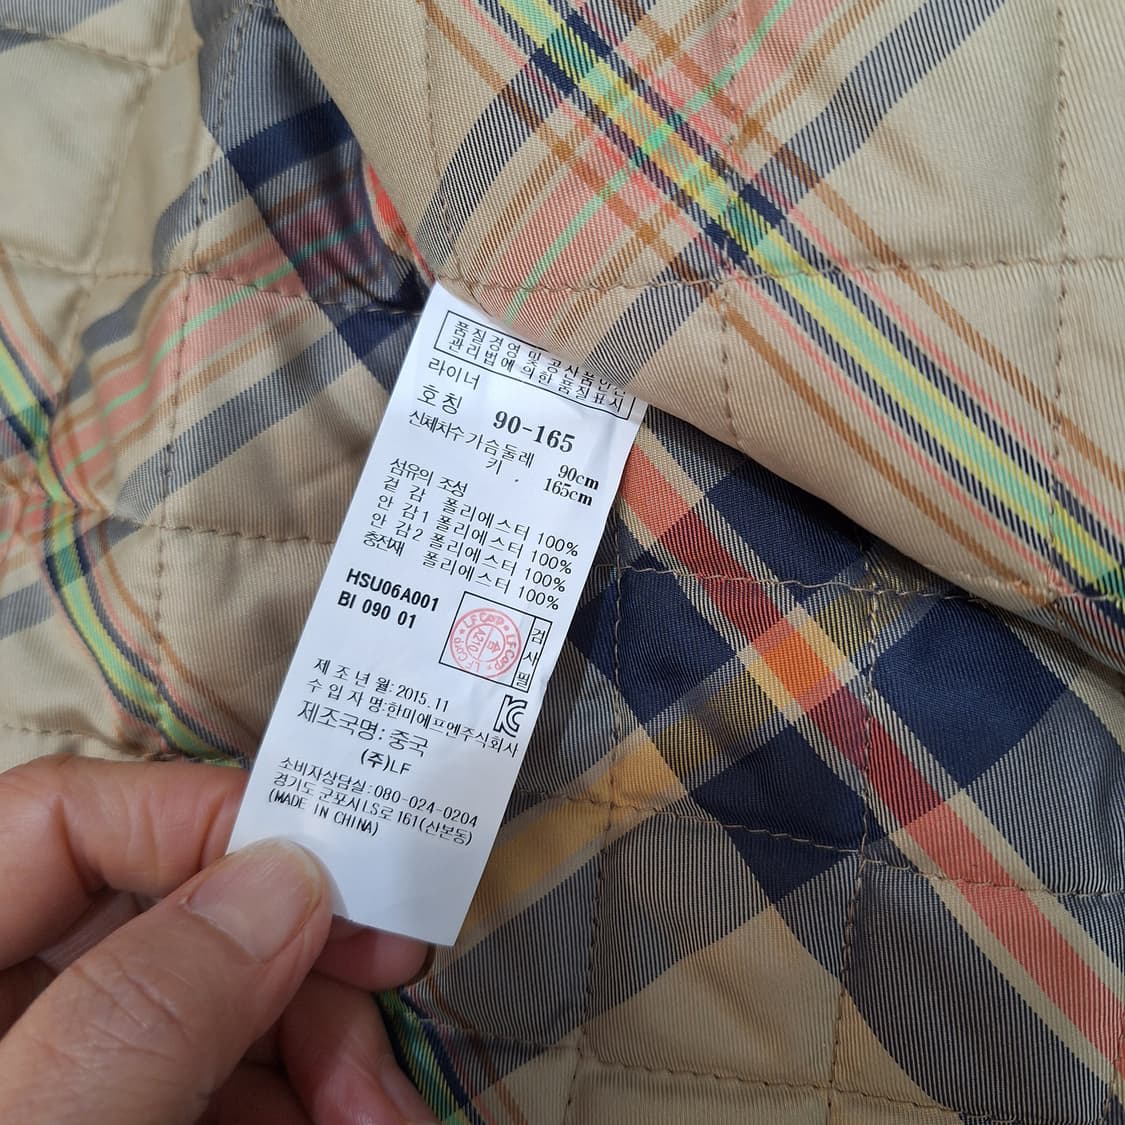 품질경영 및 공산품안전
관리법에 의한 품질표시
라이너
호칭 90-165
신체치수 가슴둘레 90cm
키 165cm
섬유의 조성
겉감 폴리에스터 100%
안감1 폴리에스터 100%
안감2 폴리에스터 100%
충전재 폴리에스터 100%
HSU06A001
BI 090 01
검사필
LF CORP
A210
제조년월: 2015.11
수입자명:한미에프엔주식회사
제조국명: 중국
(주)LF
소비자상담실:080-024-0204
경기도 군포시LS로 161(산본동)
(MADE IN CHINA)